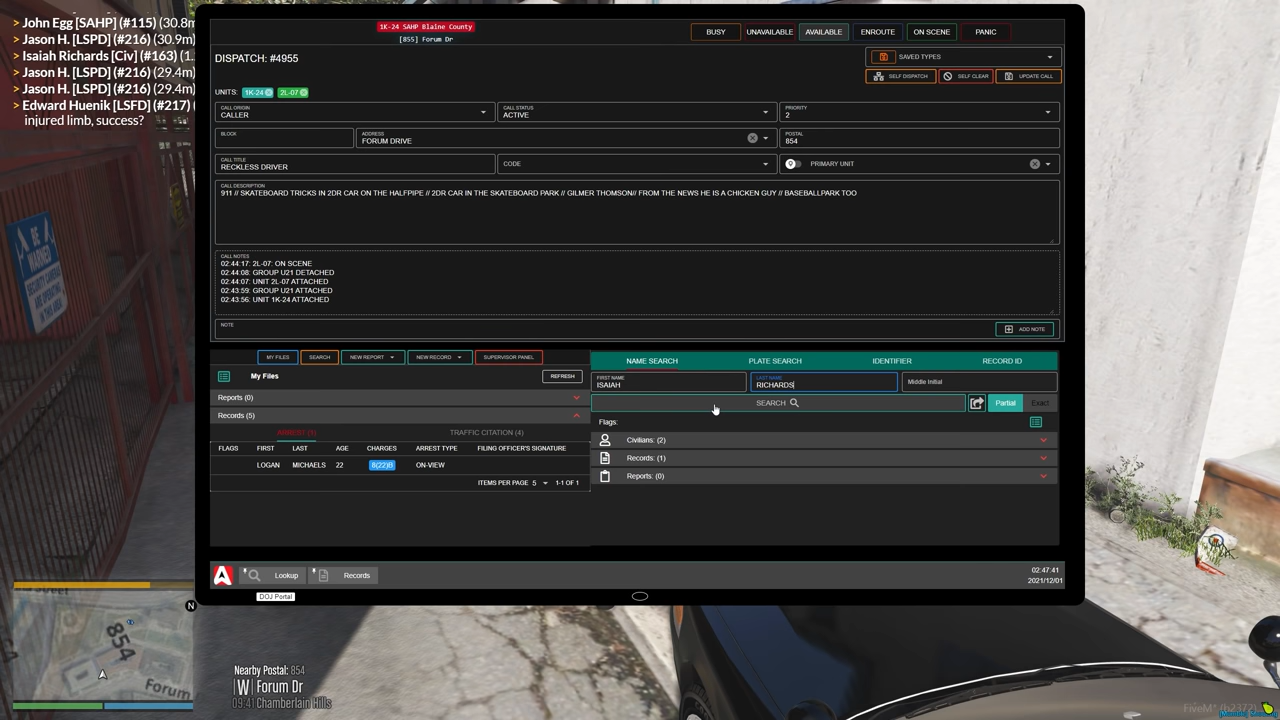 > John Egg [SAHP] (#115) (30.8m
> Jason H. [LSPD] (#216) (30.9m)
> Isaiah Richards [Civ] (#163) (1..
> Jason H. [LSPD] (#216) (29.4m)
> Jason H. [LSPD] (#216) (29.4m)
> Edward Huenik [LSFD] (#217) (
injured limb, success?
1K-24 SAHP Blaine County
[855] Forum Dr
BUSY UNAVAILABLE AVAILABLE ENROUTE ON SCENE PANIC
DISPATCH: #4955
SAVED TYPES
SELF DISPATCH SELF CLEAR UPDATE CALL
UNITS: 1K-24 2L-07
CALL ORIGIN CALL STATUS PRIORITY
CALLER ACTIVE 2
BLOCK ADDRESS POSTAL
FORUM DRIVE 854
CALL TITLE
RECKLESS DRIVER CODE PRIMARY UNIT
CALL DESCRIPTION
911 // SKATEBOARD TRICKS IN 2DR CAR ON THE HALFPIPE // 2DR CAR IN THE SKATEBOARD PARK // GILMER THOMSON// FROM THE NEWS HE IS A CHICKEN GUY // BASEBALLPARK TOO
CALL NOTES
02:44:17: 2L-07: ON SCENE
02:44:08: GROUP U21 DETACHED
02:44:07: UNIT 2L-07 ATTACHED
02:43:59: GROUP U21 ATTACHED
02:43:56: UNIT 1K-24 ATTACHED
NOTE
ADD NOTE
MY FILES SEARCH NEW REPORT NEW RECORD SUPERVISOR PANEL
My Files REFRESH
Reports (0)
Records (5)
ARREST (1) TRAFFIC CITATION (4)
FLAGS FIRST LAST AGE CHARGES ARREST TYPE FILING OFFICER'S SIGNATURE
LOGAN MICHAELS 22 8(22)B ON-VIEW
ITEMS PER PAGE 5 1-1 OF 1
NAME SEARCH PLATE SEARCH IDENTIFIER RECORD ID
FIRST NAME LAST NAME
ISAIAH RICHARDS Middle Initial
SEARCH Partial Exact
Flags:
Civilians: (2)
Records: (1)
Reports: (0)
Lookup Records
DOJ Portal
02:47:41
2021/12/01
BE
WARNED
N
854
Forum
Nearby Postal: 854
|W| Forum Dr
09:41 Chamberlain Hills